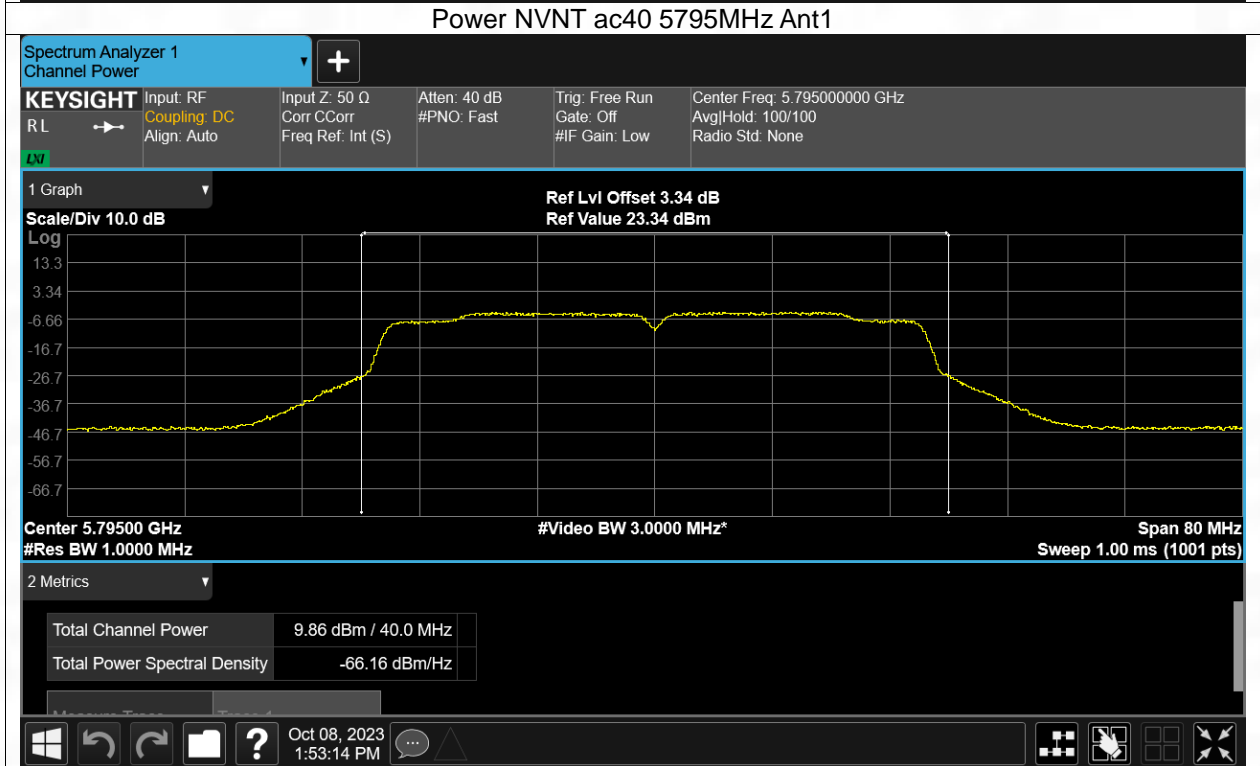 Power NVNT ac40 5795MHz Ant1
Spectrum Analyzer 1
Channel Power
+
KEYSIGHT
R L
LXI
Input: RF
Coupling: DC
Align: Auto
Input Z: 50 Ω
Corr CCorr
Freq Ref: Int (S)
Atten: 40 dB
#PNO: Fast
Trig: Free Run
Gate: Off
#IF Gain: Low
Center Freq: 5.795000000 GHz
Avg|Hold: 100/100
Radio Std: None
1 Graph
Scale/Div 10.0 dB
Ref Lvl Offset 3.34 dB
Ref Value 23.34 dBm
Log
13.3
3.34
-6.66
-16.7
-26.7
-36.7
-46.7
-56.7
-66.7
Center 5.79500 GHz
#Video BW 3.0000 MHz*
Span 80 MHz
#Res BW 1.0000 MHz
Sweep 1.00 ms (1001 pts)
2 Metrics
Total Channel Power 9.86 dBm / 40.0 MHz
Total Power Spectral Density -66.16 dBm/Hz
?
Oct 08, 2023
1:53:14 PM